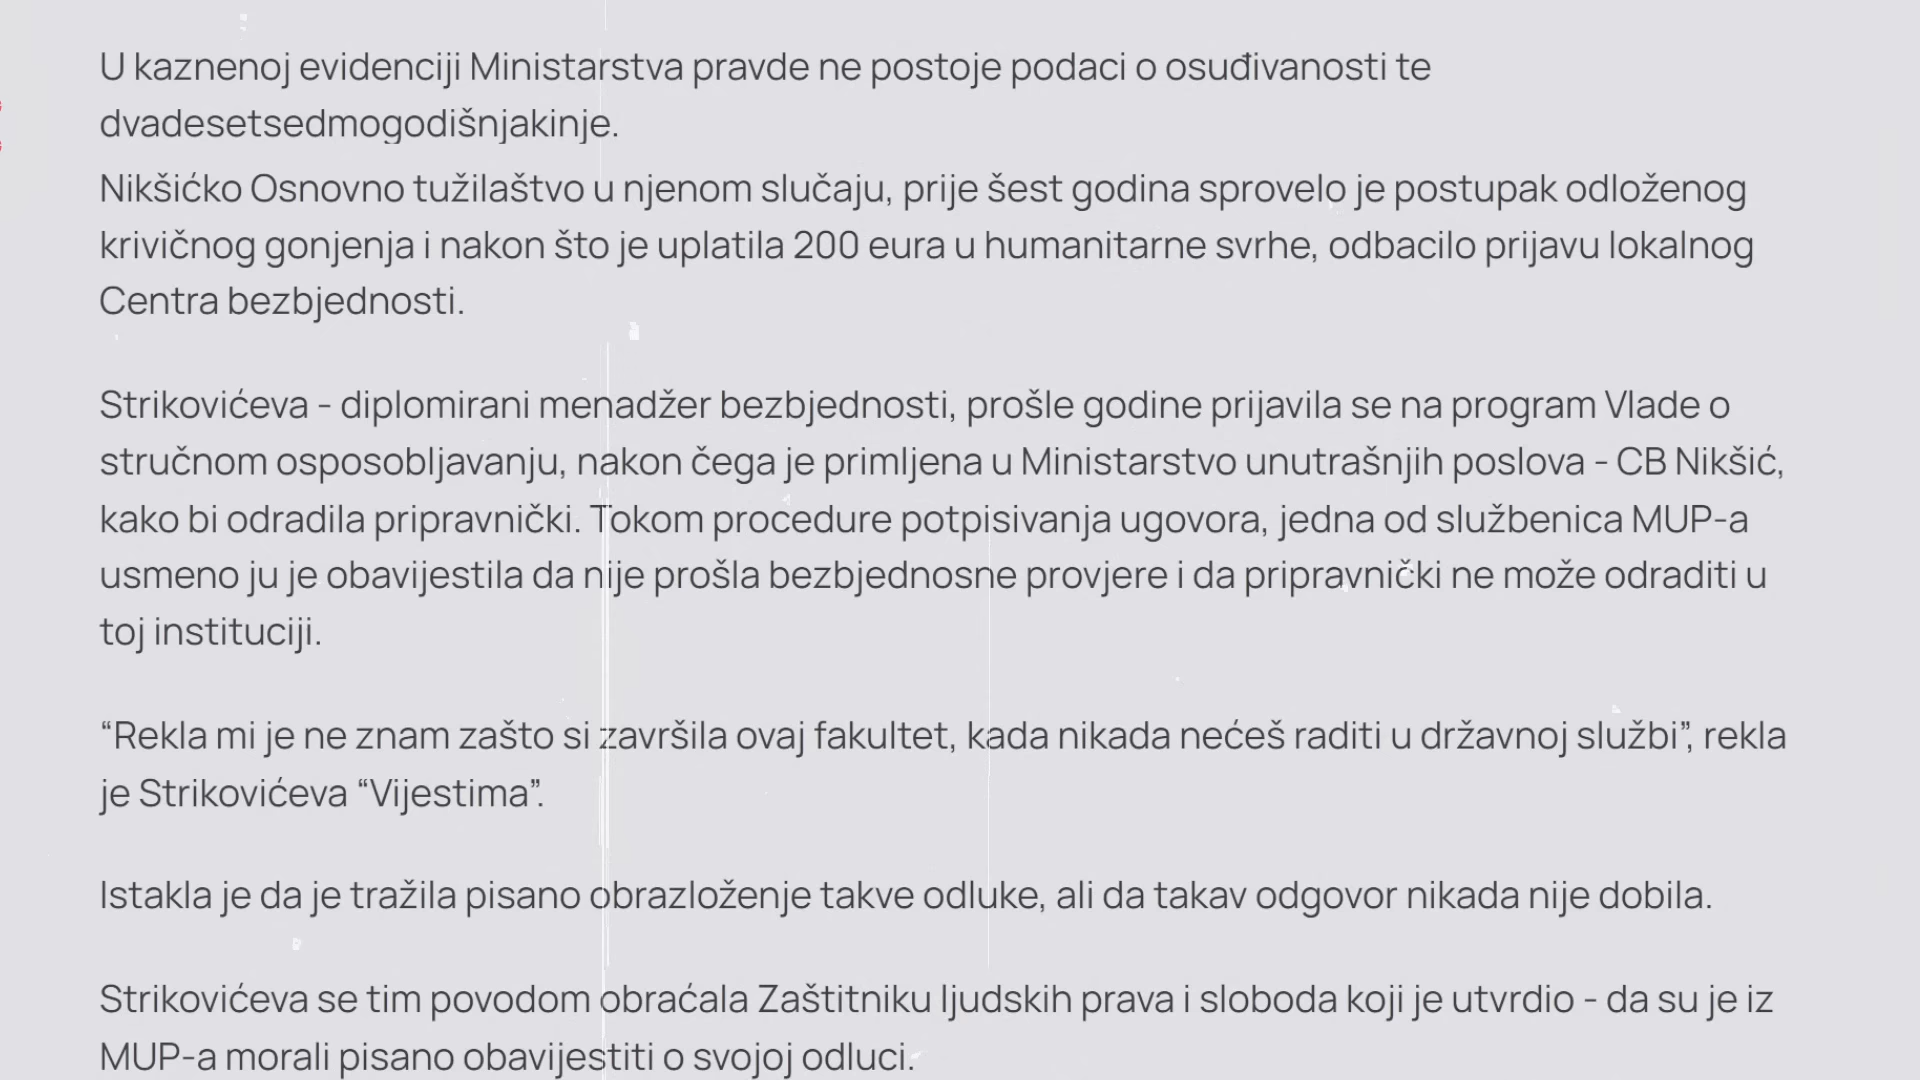 U kaznenoj evidenciji Ministarstva pravde ne postoje podaci o osuđivanosti te
dvadesetsedmogodišnjakinje.
Nikšićko Osnovno tužilaštvo u njenom slučaju, prije šest godina sprovelo je postupak odloženog
krivičnog gonjenja i nakon što je uplatila 200 eura u humanitarne svrhe, odbacilo prijavu lokalnog
Centra bezbjednosti.
Strikovićeva - diplomirani menadžer bezbjednosti, prošle godine prijavila se na program Vlade o
stručnom osposobljavanju, nakon čega je primljena u Ministarstvo unutrašnjih poslova - CB Nikšić,
kako bi odradila pripravnički. Tokom procedure potpisivanja ugovora, jedna od službenica MUP-a
usmeno ju je obavijestila da nije prošla bezbjednosne provjere i da pripravnički ne može odraditi u
toj instituciji.
“Rekla mi je ne znam zašto si završila ovaj fakultet, kada nikada nećeš raditi u državnoj službi”, rekla
je Strikovićeva “Vijestima”.
Istakla je da je tražila pisano obrazloženje takve odluke, ali da takav odgovor nikada nije dobila.
Strikovićeva se tim povodom obraćala Zaštitniku ljudskih prava i sloboda koji je utvrdio - da su je iz
MUP-a morali pisano obavijestiti o svojoj odluci.